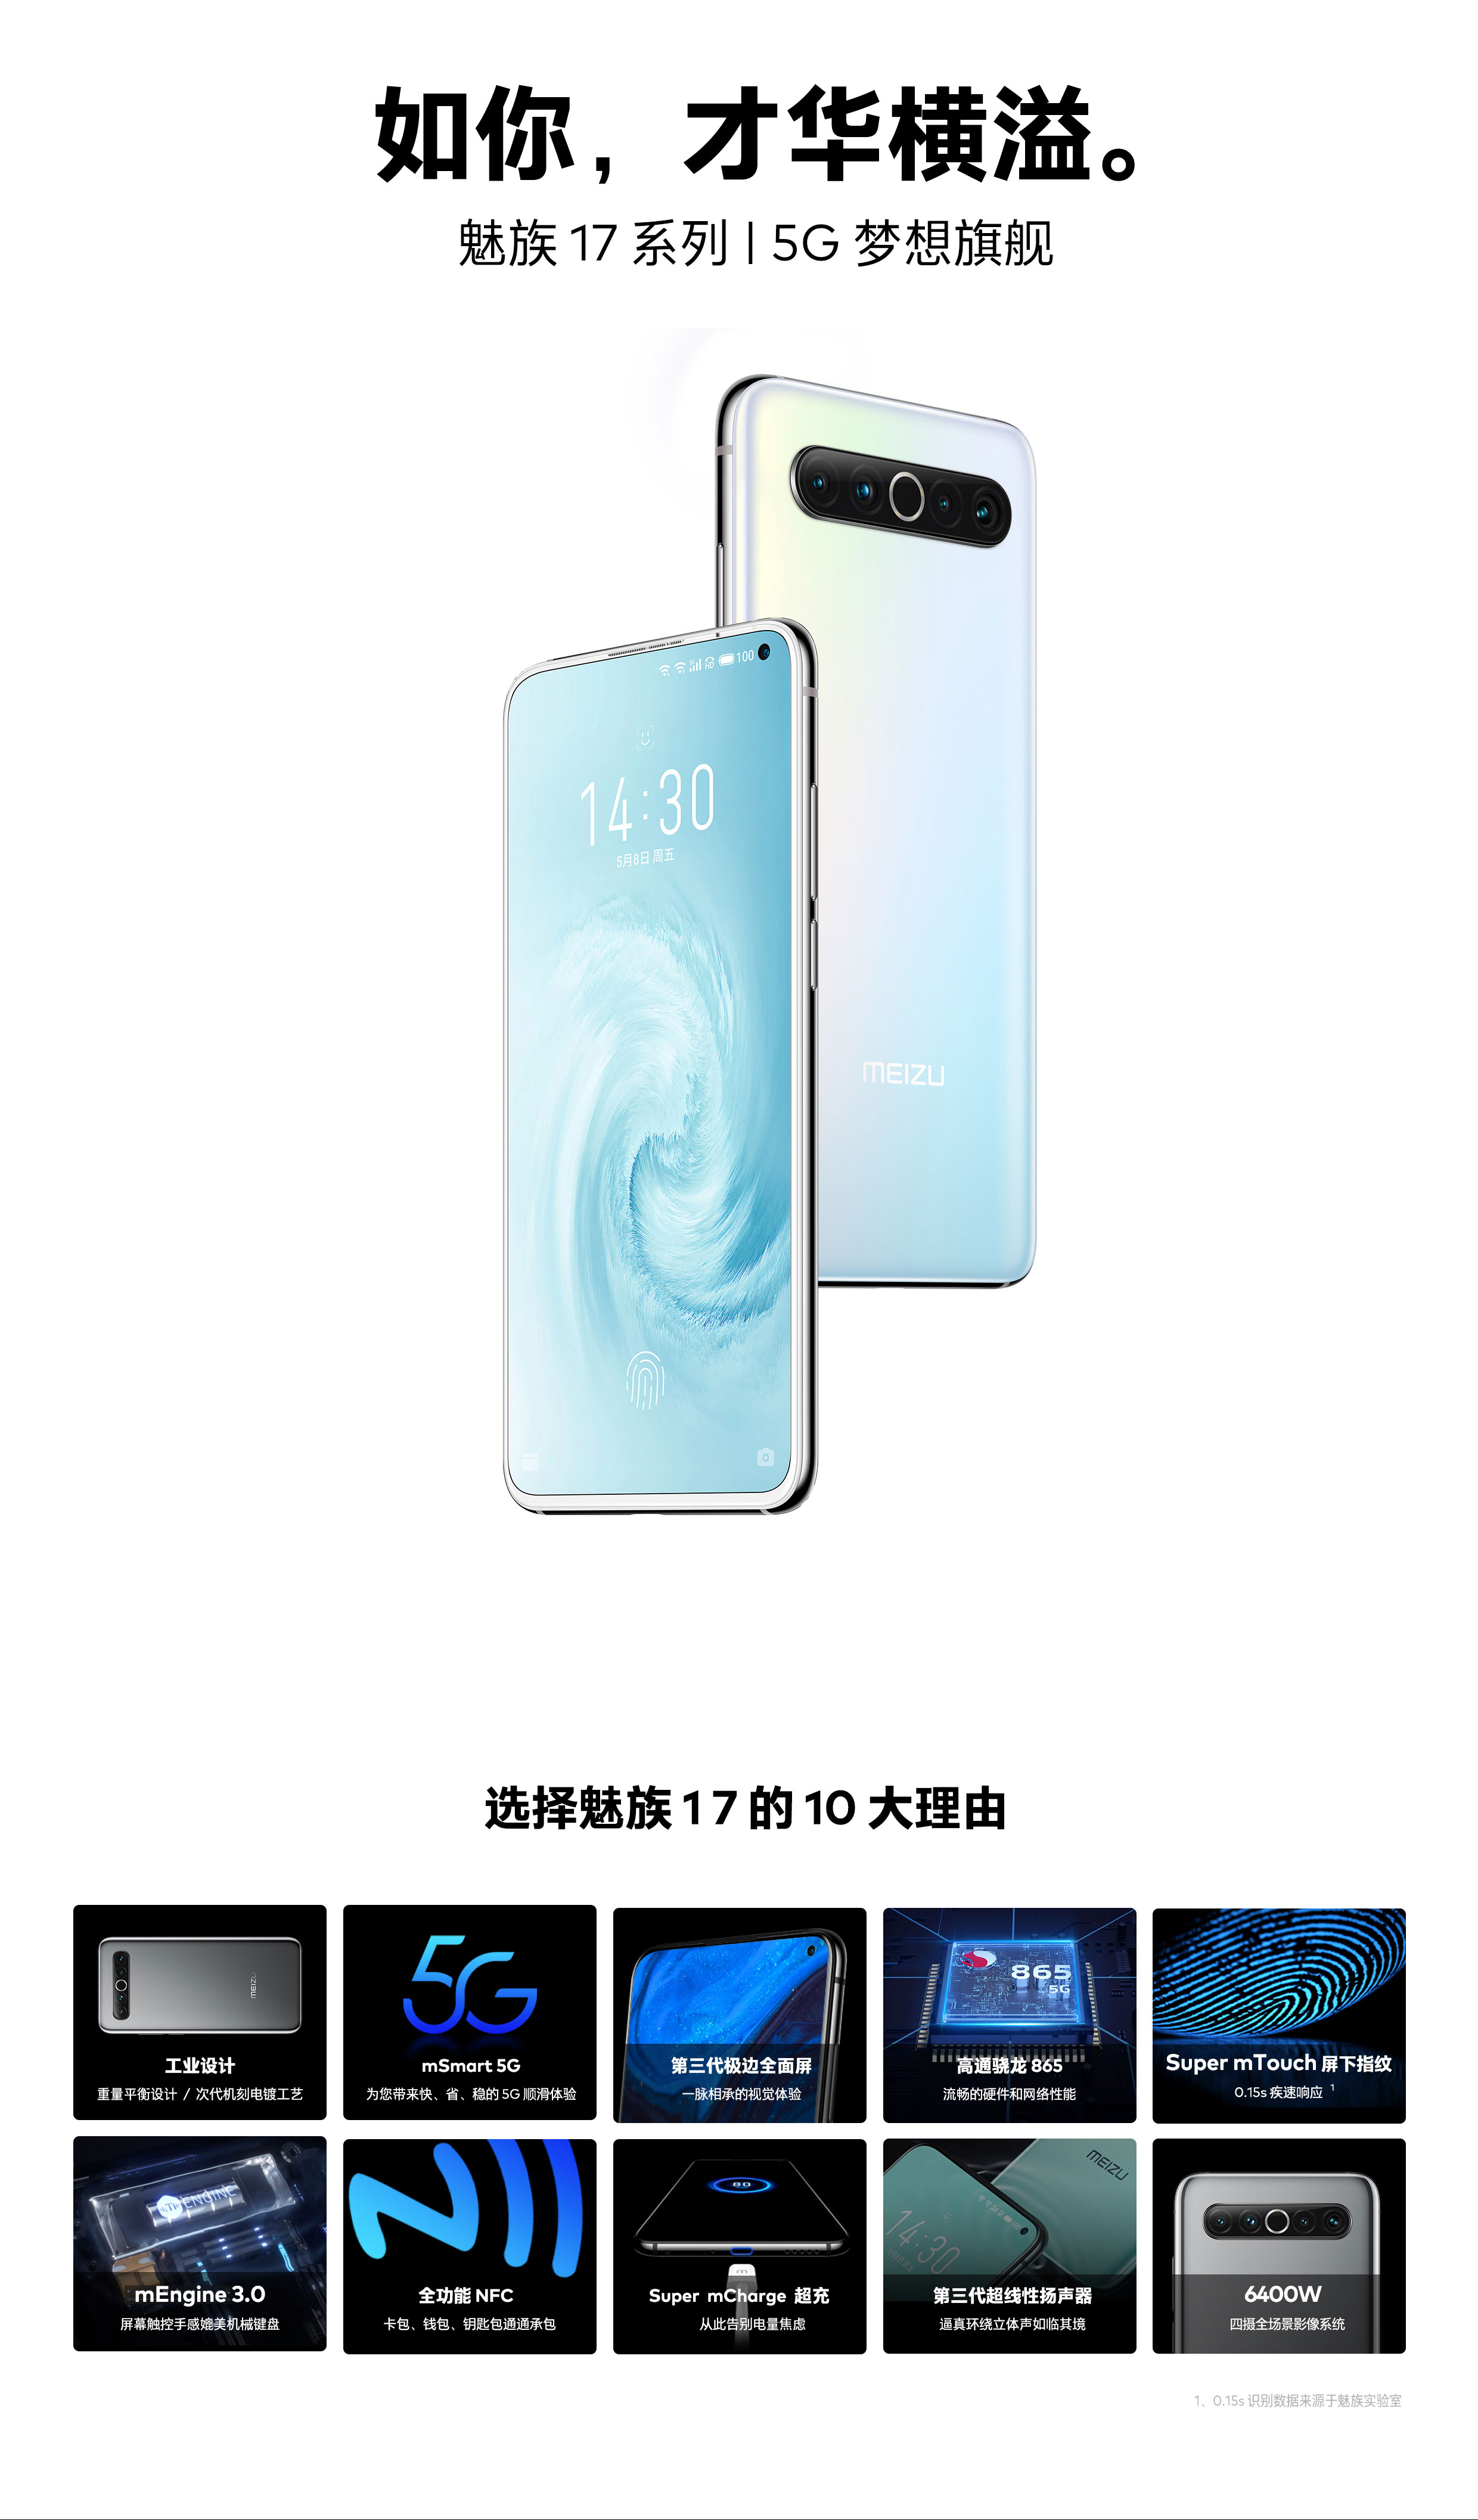 如你，才华横溢。
魅族 17 系列 | 5G 梦想旗舰
100
14:30
5月8日 周五
MEIZU
选择魅族 17 的 10 大理由
MEIZU
工业设计
重量平衡设计 / 次代机刻电镀工艺
5G
mSmart 5G
为您带来快、省、稳的 5G 顺滑体验
第三代极边全面屏
一脉相承的视觉体验
865
5G
高通骁龙 865
流畅的硬件和网络性能
Super mTouch 屏下指纹
0.15s 疾速响应 1
ENGINE
mEngine 3.0
屏幕触控手感媲美机械键盘
全功能 NFC
卡包、钱包、钥匙包通通承包
80
Super mCharge 超充
从此告别电量焦虑
MEIZU
14:30
第三代超线性扬声器
逼真环绕立体声如临其境
6400W
四摄全场景影像系统
1、0.15s 识别数据来源于魅族实验室